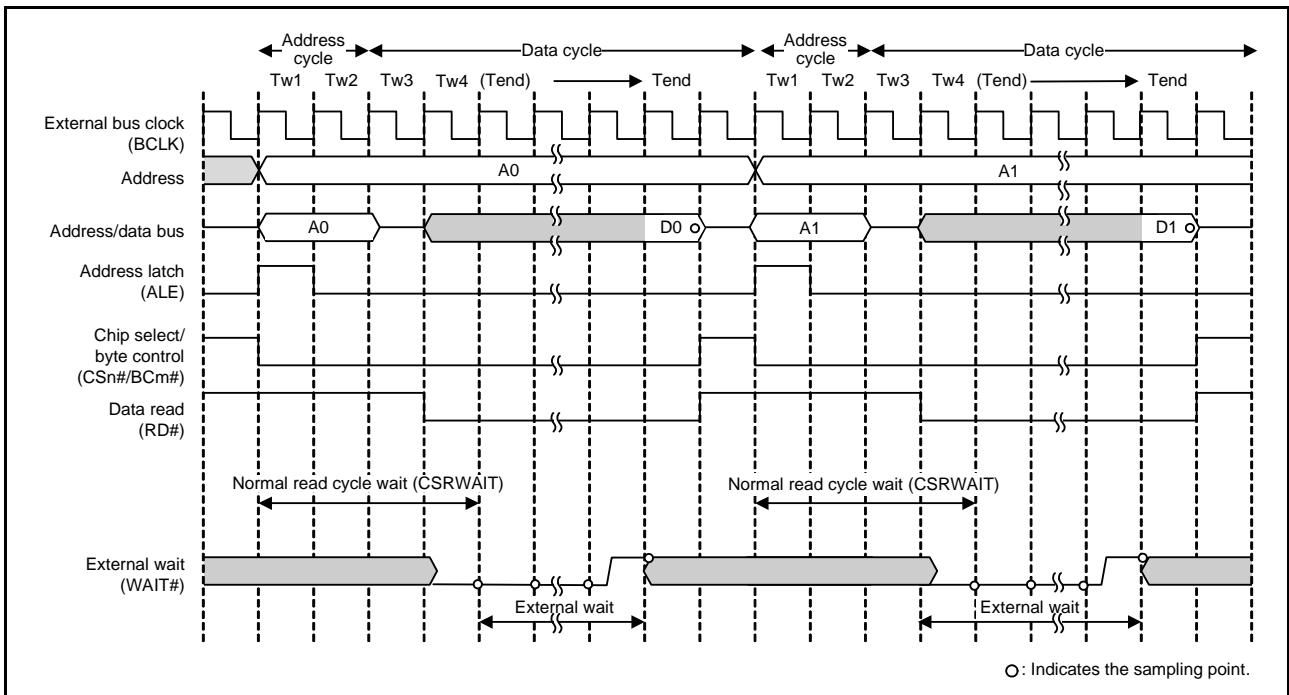 Address cycle
Data cycle
Address cycle
Data cycle
Tw1 Tw2 Tw3 Tw4 (Tend) Tend Tw1 Tw2 Tw3 Tw4 (Tend) Tend
External bus clock
(BCLK)
Address
A0 A1
Address/data bus
A0 D0 A1 D1
Address latch
(ALE)
Chip select/
byte control
(CSn#/BCm#)
Data read
(RD#)
Normal read cycle wait (CSRWAIT) Normal read cycle wait (CSRWAIT)
External wait
(WAIT#)
External wait External wait
: Indicates the sampling point.